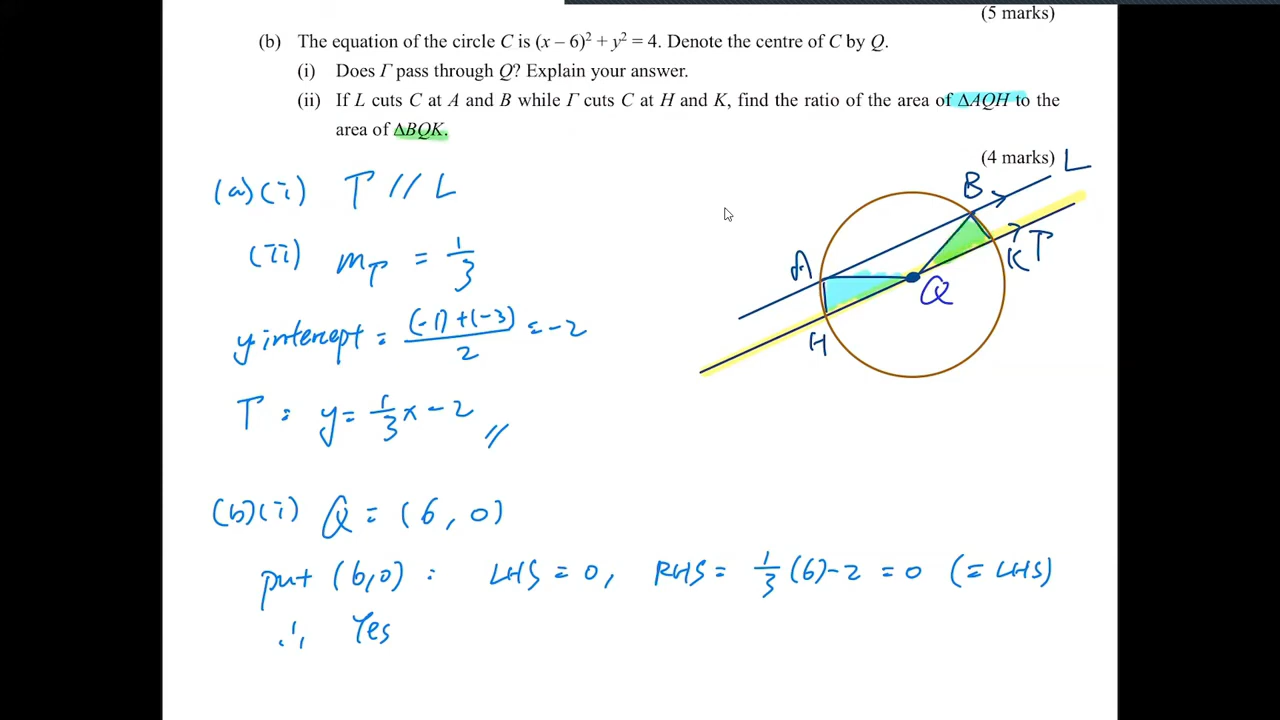 (5 marks)
(b) The equation of the circle C is (x – 6)² + y² = 4. Denote the centre of C by Q.
(i) Does Γ pass through Q? Explain your answer.
(ii) If L cuts C at A and B while Γ cuts C at H and K, find the ratio of the area of ΔAQH to the
area of ΔBQK.
(4 marks)
L
B
A
K Γ
Q
H
(a)(i) Γ // L
(ii) mΓ = 1/3
y-intercept = ((-1)+(-3))/2 = -2
Γ : y = 1/3 x - 2 //
(b)(i) Q = (6, 0)
put (6,0) : LHS = 0, RHS = 1/3 (6) - 2 = 0 (= LHS)
∴ Yes